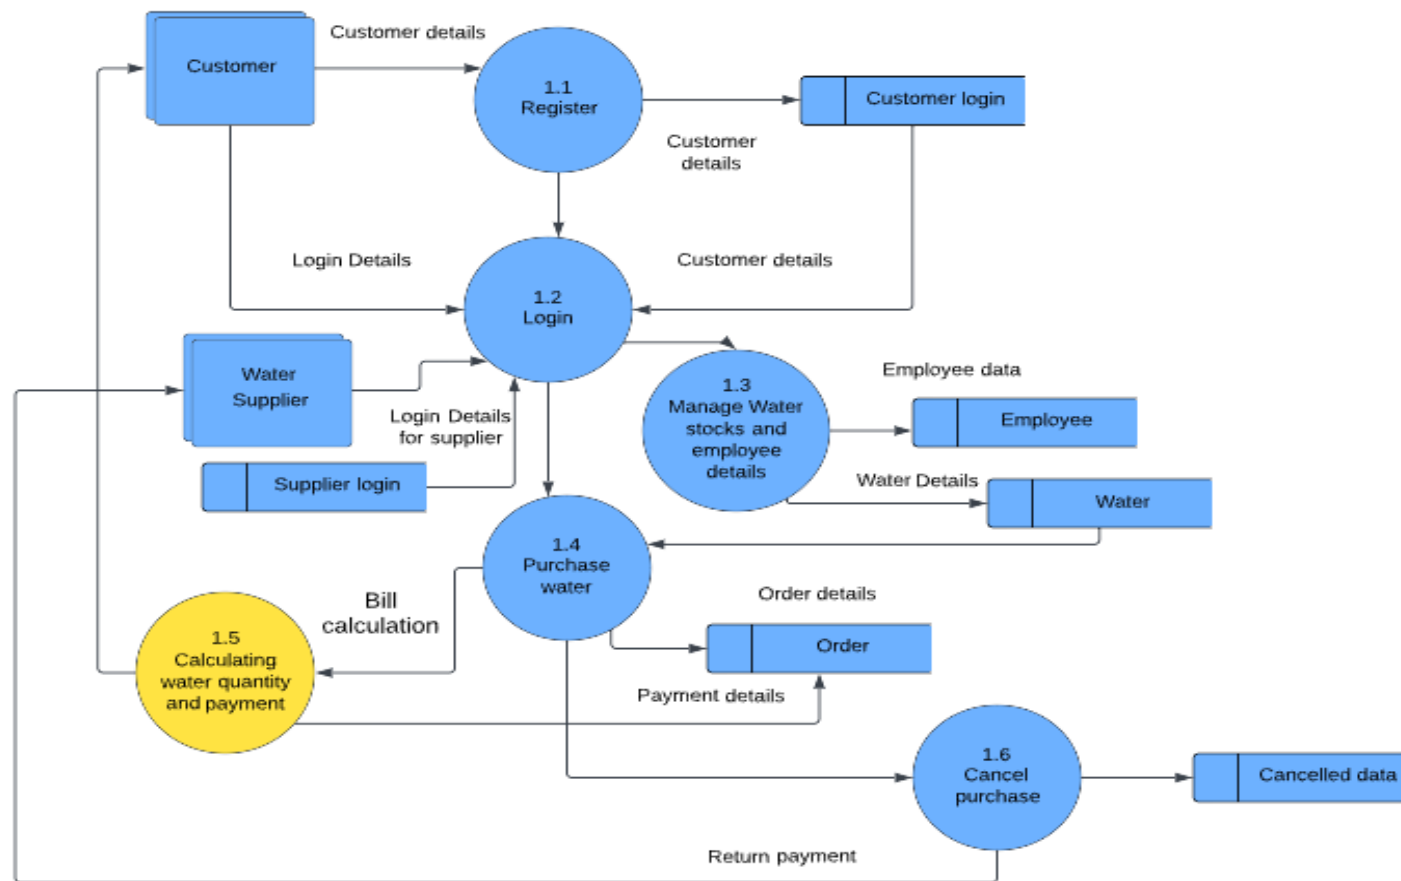 Customer details
Customer
1.1
Register
Customer login
Customer
details
Login Details
Customer details
1.2
Login
Water
Supplier
Login Details
for supplier
Supplier login
1.3
Manage Water
stocks and
employee
details
Employee data
Employee
Water Details
Water
1.4
Purchase
water
Bill
calculation
Order details
Order
1.5
Calculating
water quantity
and payment
Payment details
1.6
Cancel
purchase
Cancelled data
Return payment